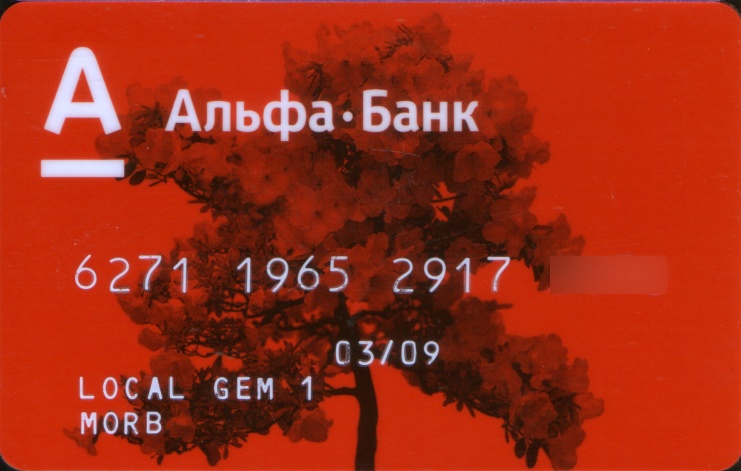 А Альфа·Банк
6271 1965 2917
03/09
LOCAL GEM 1
MORB